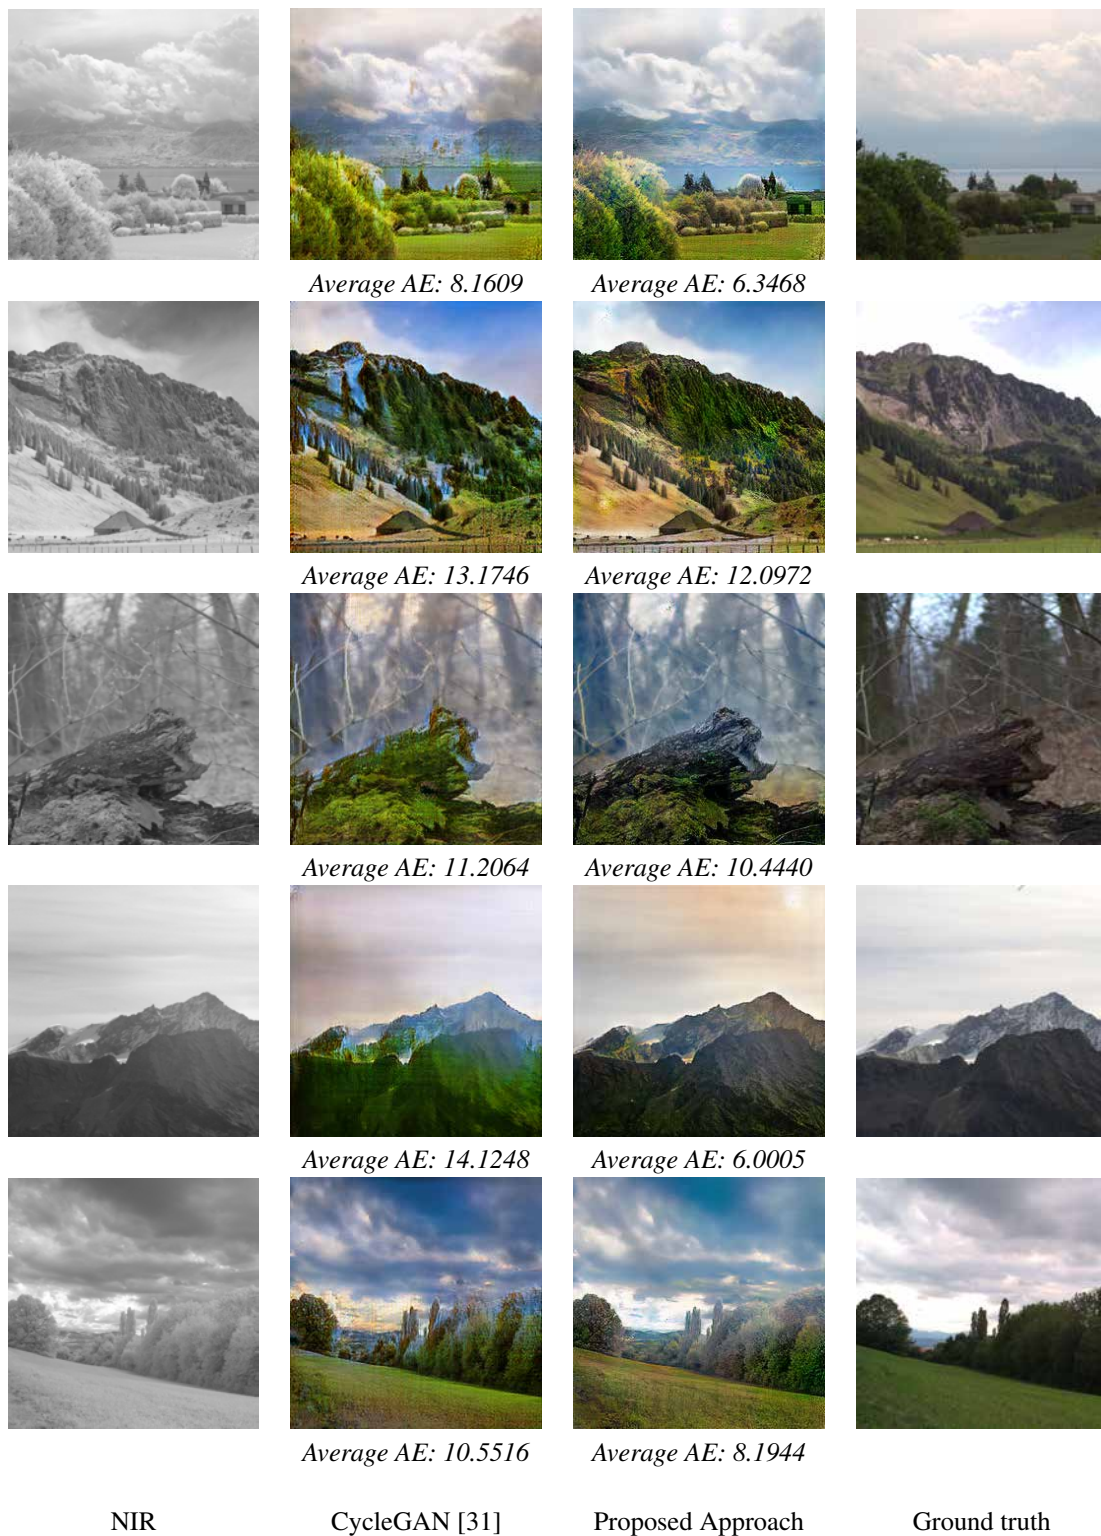 Average AE: 8.1609 Average AE: 6.3468
Average AE: 13.1746 Average AE: 12.0972
Average AE: 11.2064 Average AE: 10.4440
Average AE: 14.1248 Average AE: 6.0005
Average AE: 10.5516 Average AE: 8.1944
NIR CycleGAN [31] Proposed Approach Ground truth